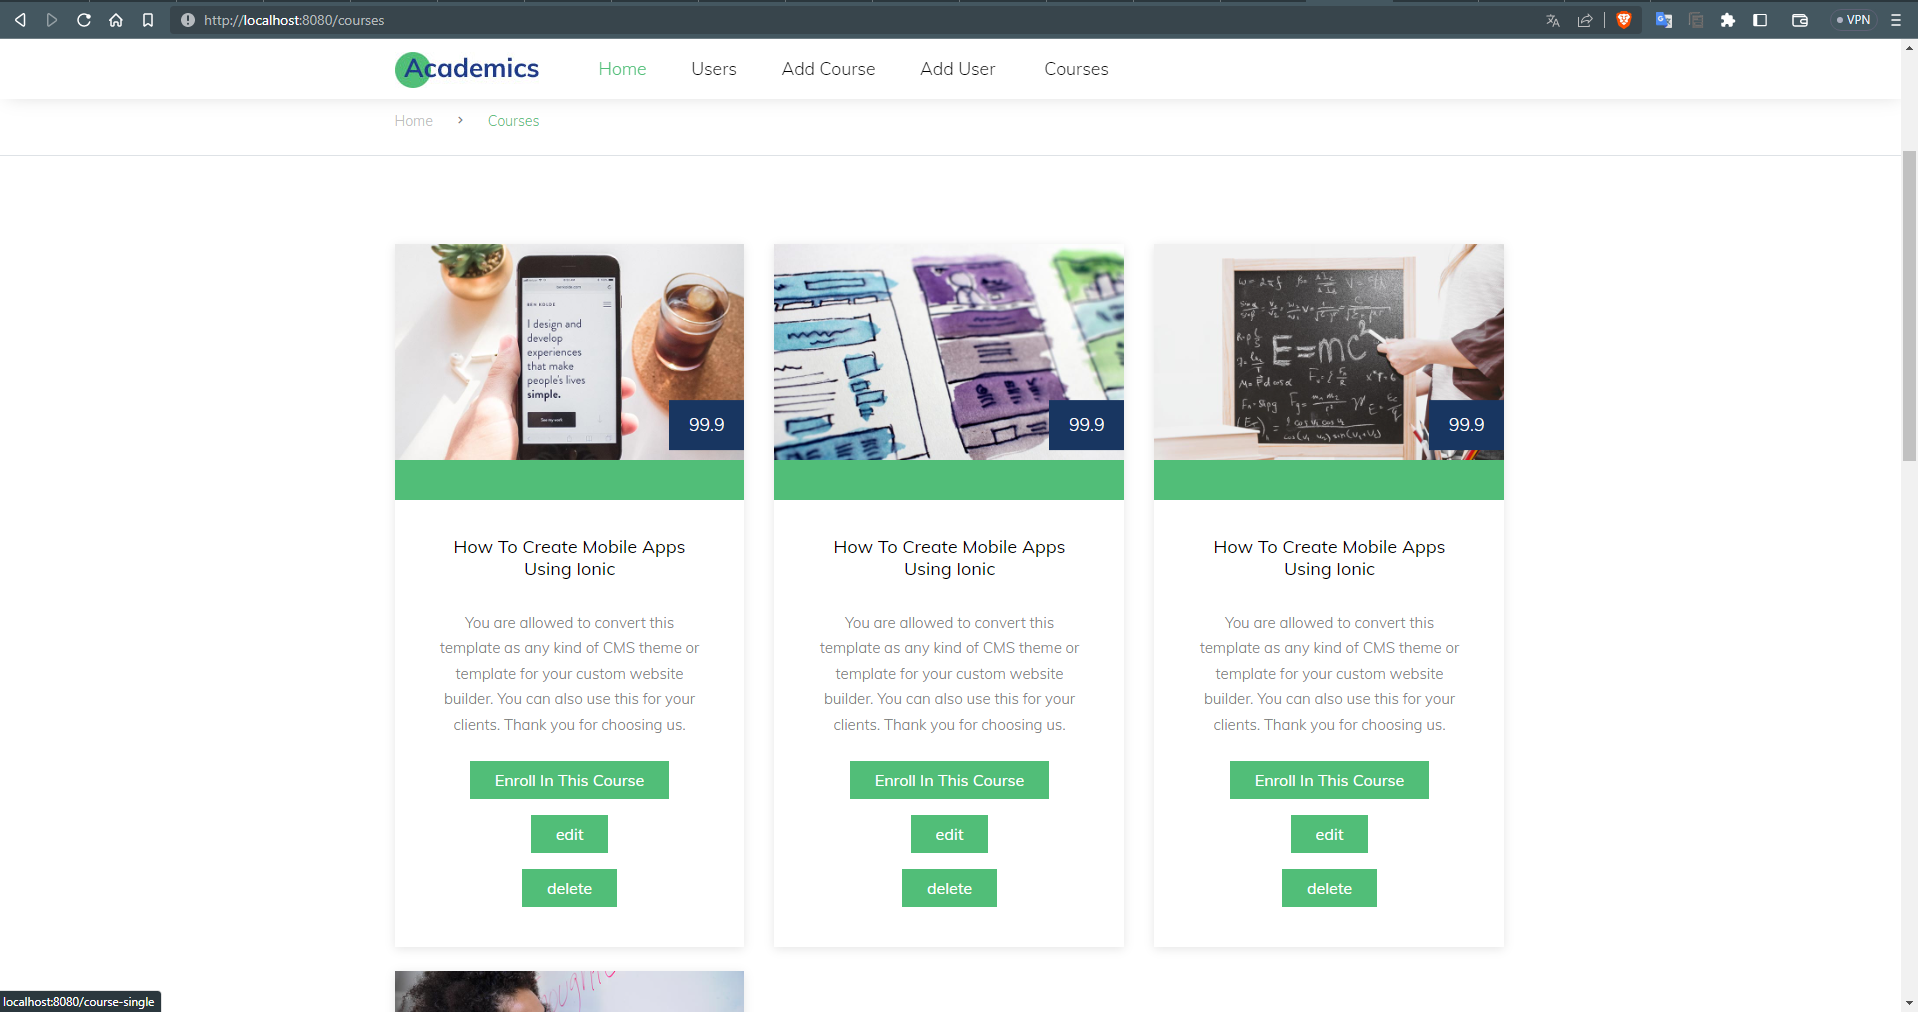 http://localhost:8080/courses
VPN
Academics
Home
Users
Add Course
Add User
Courses
Home
Courses
BEN KOLDE
I design and
develop
experiences
that make
people's lives
simple.
See my work
99.9
99.9
E=mc²
99.9
How To Create Mobile Apps
Using Ionic
You are allowed to convert this
template as any kind of CMS theme or
template for your custom website
builder. You can also use this for your
clients. Thank you for choosing us.
Enroll In This Course
edit
delete
How To Create Mobile Apps
Using Ionic
You are allowed to convert this
template as any kind of CMS theme or
template for your custom website
builder. You can also use this for your
clients. Thank you for choosing us.
Enroll In This Course
edit
delete
How To Create Mobile Apps
Using Ionic
You are allowed to convert this
template as any kind of CMS theme or
template for your custom website
builder. You can also use this for your
clients. Thank you for choosing us.
Enroll In This Course
edit
delete
localhost:8080/course-single